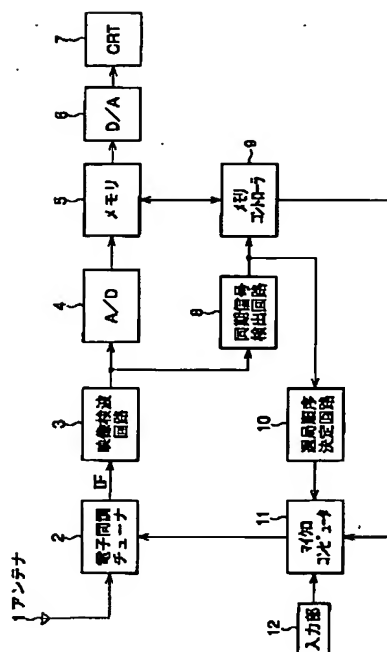 1 アンテナ
2
電子同調
チューナ
IF
3
映像検波
回路
4
A/D
5
メモリ
6
D/A
7
CRT
8
同期信号
検出回路
9
メモリ
コントローラ
10
選局順序
決定回路
11
マイクロ
コンピュータ
12
入力部